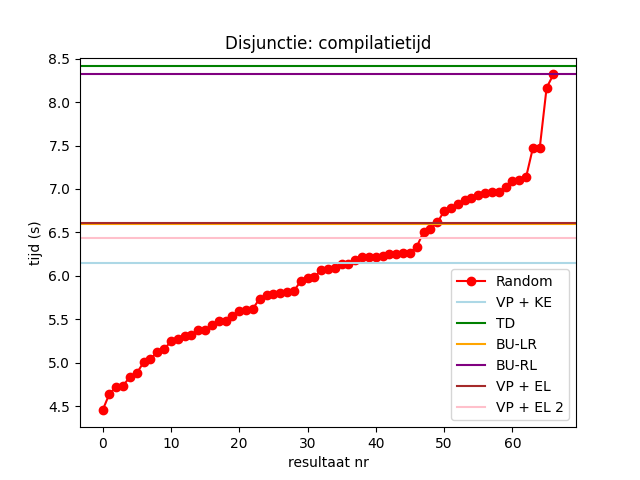 Disjunctie: compilatietijd
8.5
8.0
7.5
7.0
6.5
6.0
5.5
5.0
4.5
tijd (s)
Random
VP + KE
TD
BU-LR
BU-RL
VP + EL
VP + EL 2
0 10 20 30 40 50 60
resultaat nr